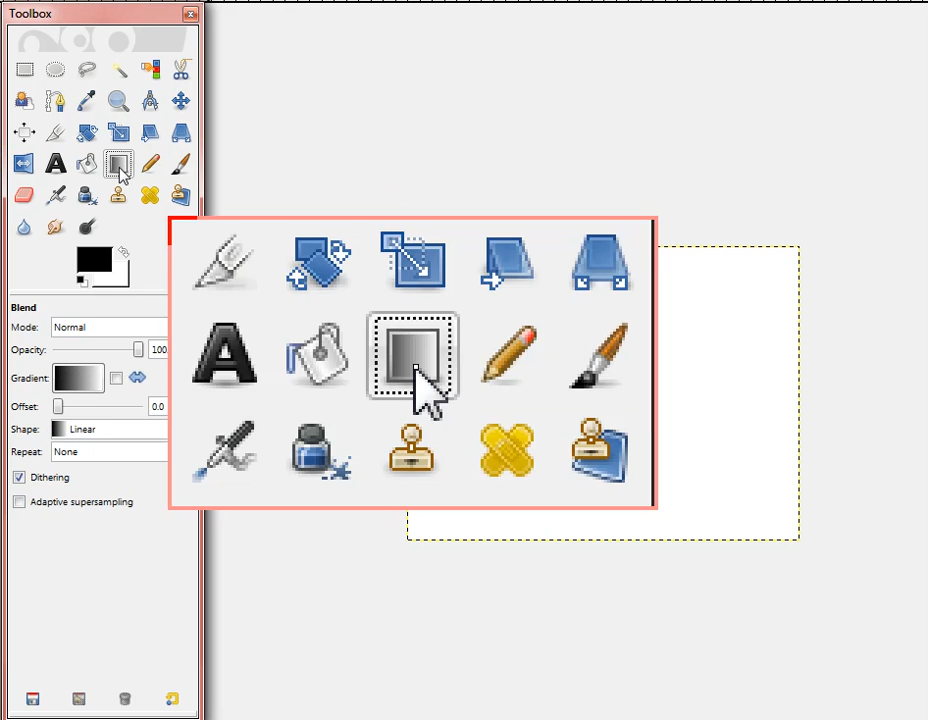 Toolbox
Blend
Mode: Normal
Opacity: 100.
Gradient:
Offset: 0.0
Shape: Linear
Repeat: None
Dithering
Adaptive supersampling